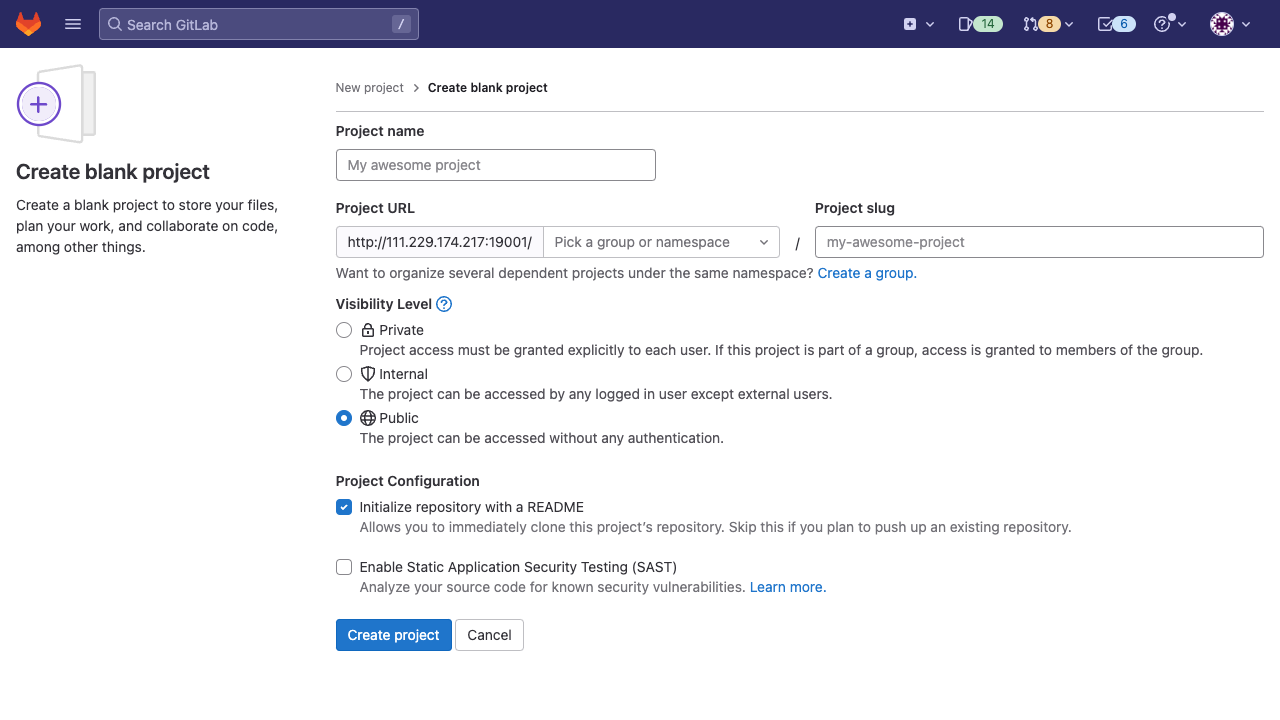 Search GitLab
/
14
8
6
Create blank project
Create a blank project to store your files,
plan your work, and collaborate on code,
among other things.
New project
Create blank project
Project name
My awesome project
Project URL
Project slug
http://111.229.174.217:19001/
Pick a group or namespace
/
my-awesome-project
Want to organize several dependent projects under the same namespace? Create a group.
Visibility Level
Private
Project access must be granted explicitly to each user. If this project is part of a group, access is granted to members of the group.
Internal
The project can be accessed by any logged in user except external users.
Public
The project can be accessed without any authentication.
Project Configuration
Initialize repository with a README
Allows you to immediately clone this project’s repository. Skip this if you plan to push up an existing repository.
Enable Static Application Security Testing (SAST)
Analyze your source code for known security vulnerabilities. Learn more.
Create project
Cancel